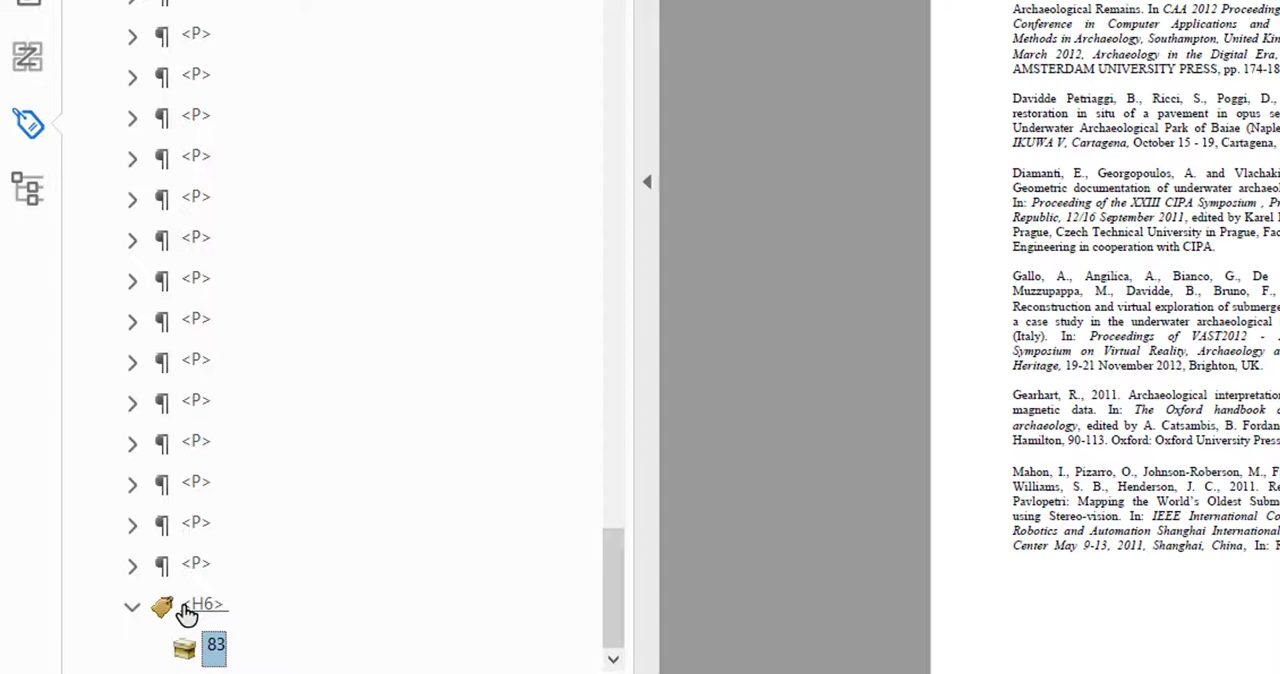 <P>
<P>
<P>
<P>
<P>
<P>
<P>
<P>
<P>
<P>
<P>
<P>
<P>
<P>
<H6>
83
Archaeological Remains. In CAA 2012 Proceeding
Conference in Computer Applications and
Methods in Archaeology, Southampton, United Kin
March 2012, Archaeology in the Digital Era,
AMSTERDAM UNIVERSITY PRESS, pp. 174-18
Davidde Petriaggi, B., Ricci, S., Poggi, D.,
restoration in situ of a pavement in opus se
Underwater Archaeological Park of Baiae (Naple
IKUWA V, Cartagena, October 15 - 19, Cartagena,
Diamanti, E., Georgopoulos, A. and Vlachaki
Geometric documentation of underwater archaeol
In: Proceeding of the XXIII CIPA Symposium , Pr
Republic, 12/16 September 2011, edited by Karel
Prague, Czech Technical University in Prague, Fac
Engineering in cooperation with CIPA.
Gallo, A., Angilica, A., Bianco, G., De
Muzzupappa, M., Davidde, B., Bruno, F.,
Reconstruction and virtual exploration of submerge
a case study in the underwater archaeological
(Italy). In: Proceedings of VAST2012 -
Symposium on Virtual Reality, Archaeology a
Heritage, 19-21 November 2012, Brighton, UK.
Gearhart, R., 2011. Archaeological interpretatio
magnetic data. In: The Oxford handbook
archaeology, edited by A. Catsambis, B. Fordan
Hamilton, 90-113. Oxford: Oxford University Press
Mahon, I., Pizarro, O., Johnson-Roberson, M., F
Williams, S. B., Henderson, J. C., 2011. Re
Pavlopetri: Mapping the World's Oldest Subm
using Stereo-vision. In: IEEE International Co
Robotics and Automation Shanghai International
Center May 9-13, 2011, Shanghai, China, In: